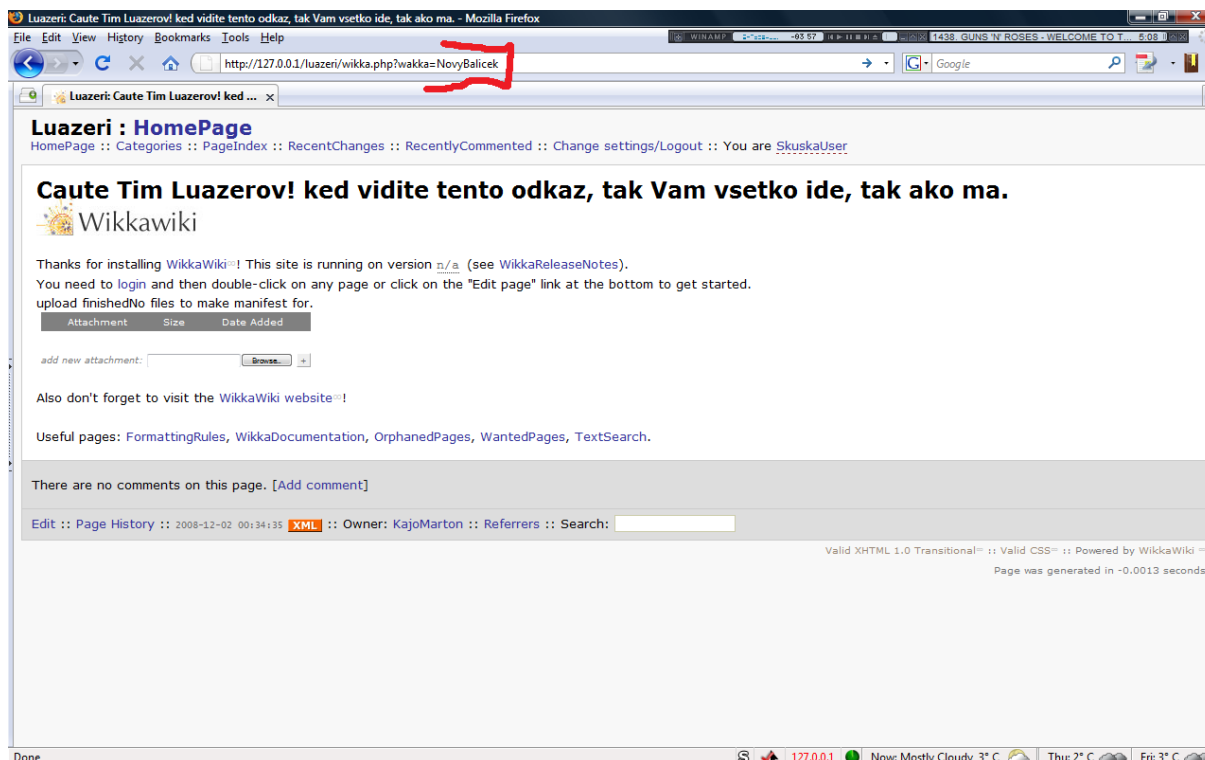 Luazeri: Caute Tim Luazerov! ked vidite tento odkaz, tak Vam vsetko ide, tak ako ma. - Mozilla Firefox
File Edit View History Bookmarks Tools Help
WINAMP -03:57 1438. GUNS 'N' ROSES - WELCOME TO T... 5:08
http://127.0.0.1/luazeri/wikka.php?wakka=NovyBalicek
Google
Luazeri: Caute Tim Luazerov! ked ... x
Luazeri : HomePage
HomePage :: Categories :: PageIndex :: RecentChanges :: RecentlyCommented :: Change settings/Logout :: You are SkuskaUser
Caute Tim Luazerov! ked vidite tento odkaz, tak Vam vsetko ide, tak ako ma.
Wikkawiki
Thanks for installing WikkaWiki! This site is running on version n/a (see WikkaReleaseNotes).
You need to login and then double-click on any page or click on the "Edit page" link at the bottom to get started.
upload finishedNo files to make manifest for.
Attachment Size Date Added
add new attachment: Browse... +
Also don't forget to visit the WikkaWiki website!
Useful pages: FormattingRules, WikkaDocumentation, OrphanedPages, WantedPages, TextSearch.
There are no comments on this page. [Add comment]
Edit :: Page History :: 2008-12-02 00:34:35 XML :: Owner: KajoMarton :: Referrers :: Search:
Valid XHTML 1.0 Transitional :: Valid CSS :: Powered by WikkaWiki
Page was generated in -0.0013 seconds
Done S 127.0.0.1 Now: Mostly Cloudy, 3° C Thu: 2° C Fri: 3° C